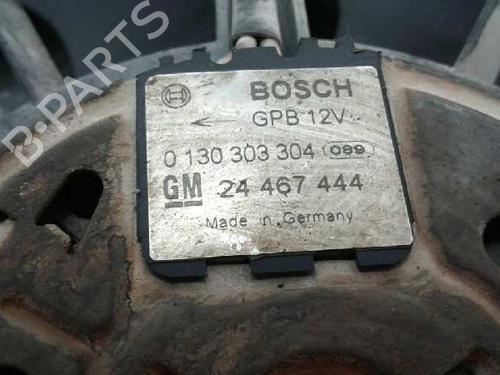 BOSCH
← GPB 12V
0 130 303 304 089
GM 24 467 444
Made in Germany
B-PARTS